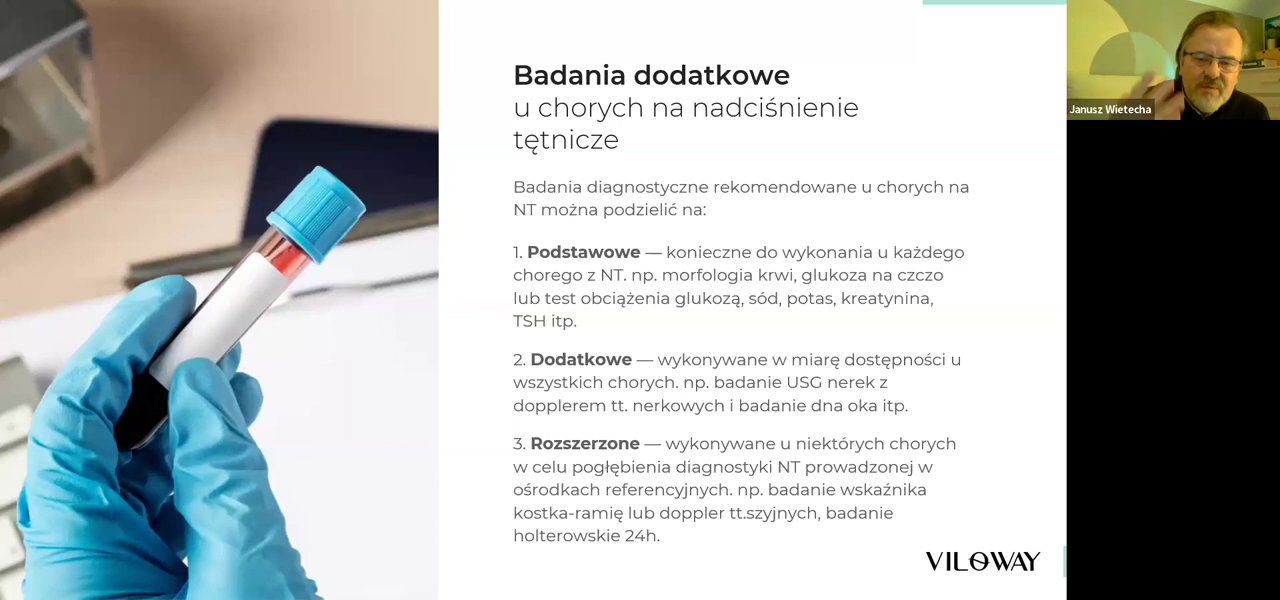 Badania dodatkowe
u chorych na nadciśnienie
tętnicze
Badania diagnostyczne rekomendowane u chorych na
NT można podzielić na:
1. Podstawowe — konieczne do wykonania u każdego
chorego z NT. np. morfologia krwi, glukoza na czczo
lub test obciążenia glukozą, sód, potas, kreatynina,
TSH itp.
2. Dodatkowe — wykonywane w miarę dostępności u
wszystkich chorych. np. badanie USG nerek z
dopplerem tt. nerkowych i badanie dna oka itp.
3. Rozszerzone — wykonywane u niektórych chorych
w celu pogłębienia diagnostyki NT prowadzonej w
ośrodkach referencyjnych. np. badanie wskaźnika
kostka-ramię lub doppler tt.szyjnych, badanie
holterowskie 24h.
VILOWAY
Janusz Wietecha